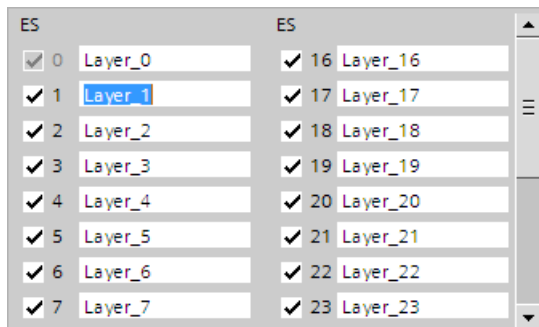 ES ES
0 Layer_0 16 Layer_16
1 Layer_1 17 Layer_17
2 Layer_2 18 Layer_18
3 Layer_3 19 Layer_19
4 Layer_4 20 Layer_20
5 Layer_5 21 Layer_21
6 Layer_6 22 Layer_22
7 Layer_7 23 Layer_23